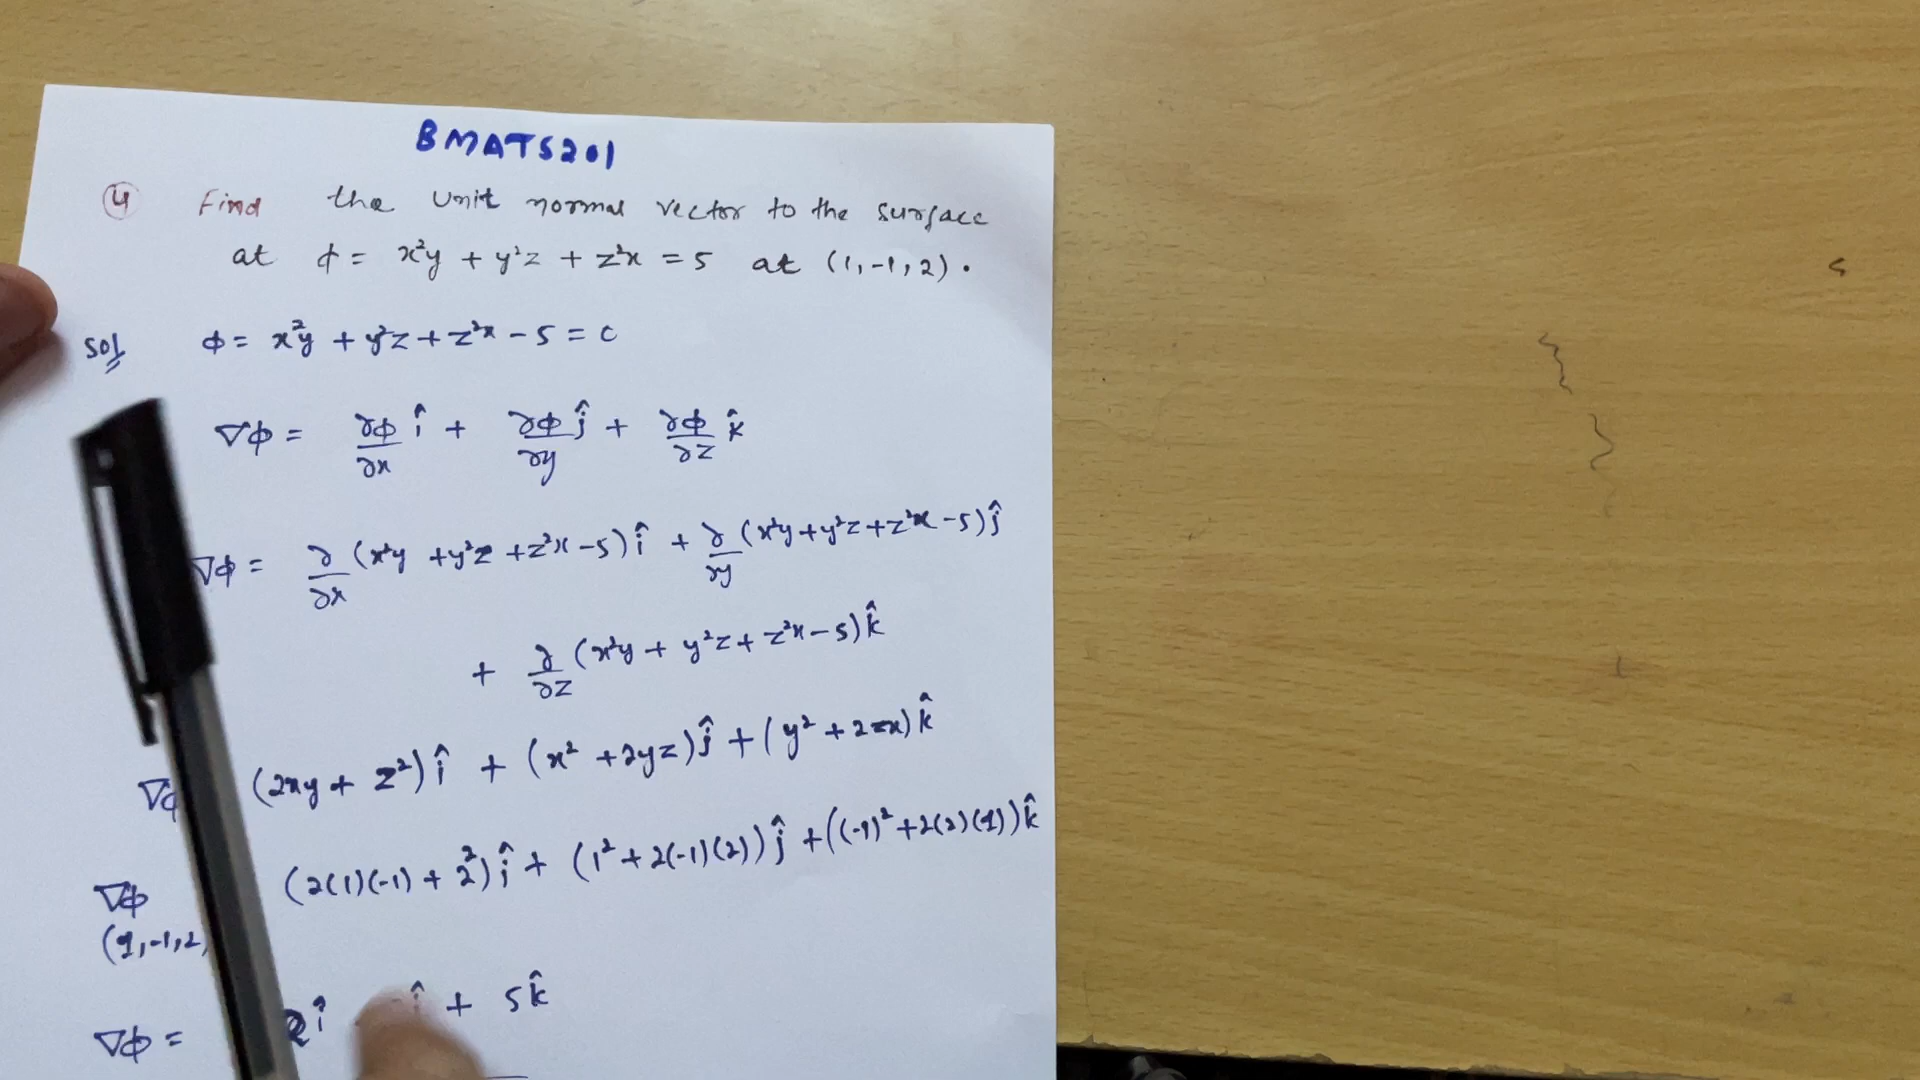 BMATS201
4 Find the unit normal vector to the surface
at φ = x²y + y²z + z²x = 5 at (1,-1,2).
Sol φ = x²y + y²z + z²x - 5 = c
∇φ = ∂φ/∂x î + ∂φ/∂y ĵ + ∂φ/∂z k̂
∇φ = ∂/∂x (x²y + y²z + z²x - 5) î + ∂/∂y (x²y + y²z + z²x - 5) ĵ
+ ∂/∂z (x²y + y²z + z²x - 5) k̂
∇φ (2xy + z²) î + (x² + 2yz) ĵ + (y² + 2zx) k̂
∇φ (2(1)(-1) + 2²) î + (1² + 2(-1)(2)) ĵ + ((-1)² + 2(2)(1)) k̂
(1,-1,2
∇φ = 2î + 5k̂